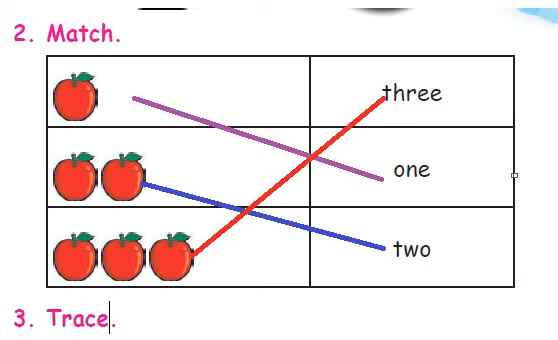 2. Match.
three
one
two
3. Trace.